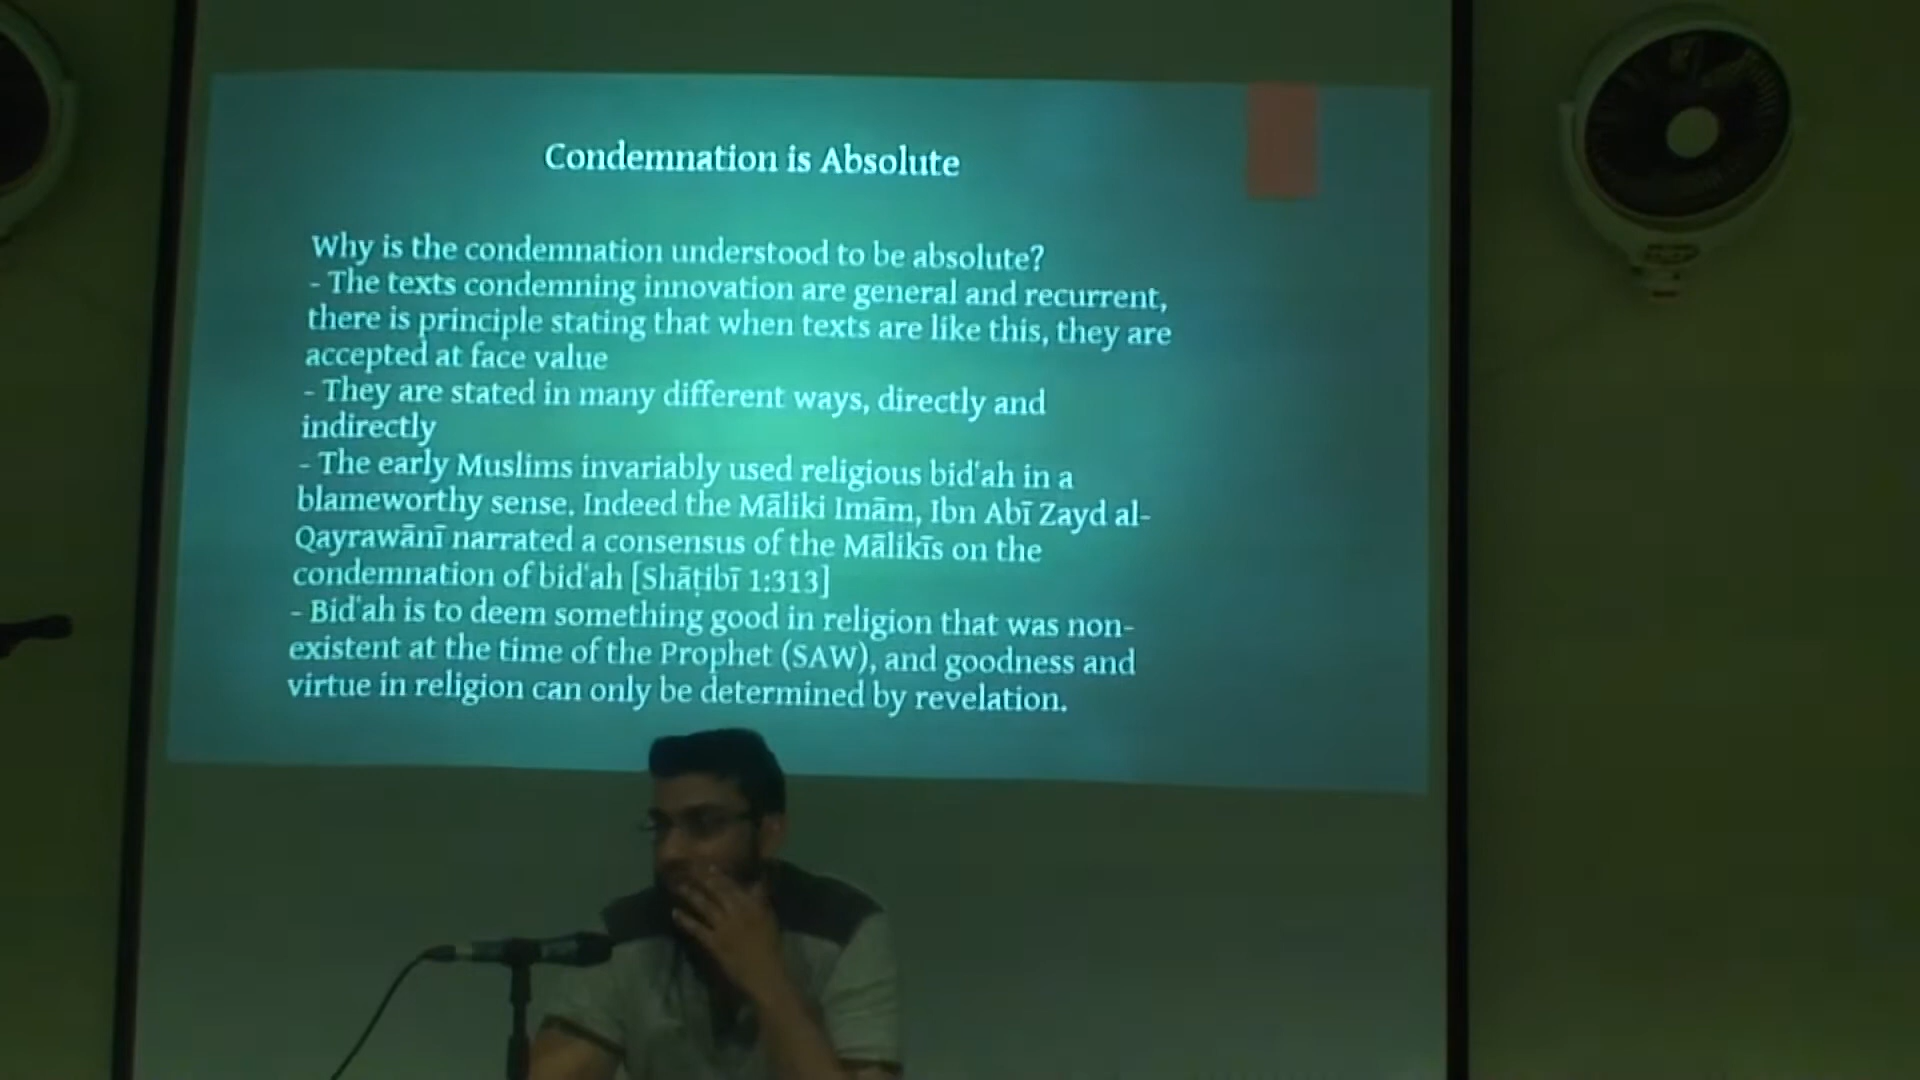 Condemnation is Absolute
Why is the condemnation understood to be absolute?
- The texts condemning innovation are general and recurrent,
there is principle stating that when texts are like this, they are
accepted at face value
- They are stated in many different ways, directly and
indirectly
- The early Muslims invariably used religious bid'ah in a
blameworthy sense. Indeed the Māliki Imām, Ibn Abī Zayd al-
Qayrawānī narrated a consensus of the Mālikīs on the
condemnation of bid'ah [Shāṭibī 1:313]
- Bid'ah is to deem something good in religion that was non-
existent at the time of the Prophet (SAW), and goodness and
virtue in religion can only be determined by revelation.